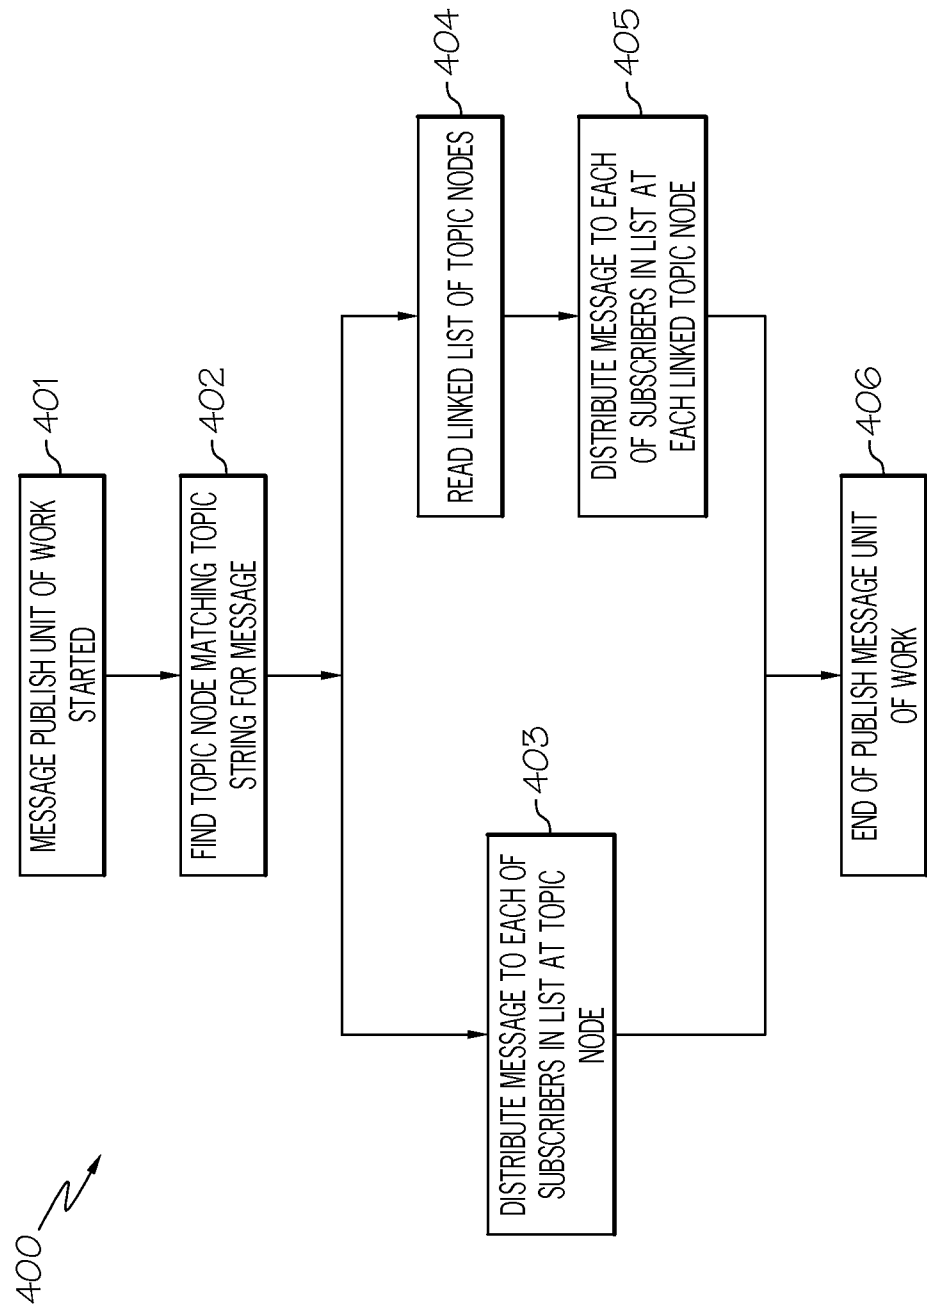 400
MESSAGE PUBLISH UNIT OF WORK
STARTED
401
FIND TOPIC NODE MATCHING TOPIC
STRING FOR MESSAGE
402
DISTRIBUTE MESSAGE TO EACH OF
SUBSCRIBERS IN LIST AT TOPIC
NODE
403
READ LINKED LIST OF TOPIC NODES
404
DISTRIBUTE MESSAGE TO EACH
OF SUBSCRIBERS IN LIST AT
EACH LINKED TOPIC NODE
405
END OF PUBLISH MESSAGE UNIT
OF WORK
406